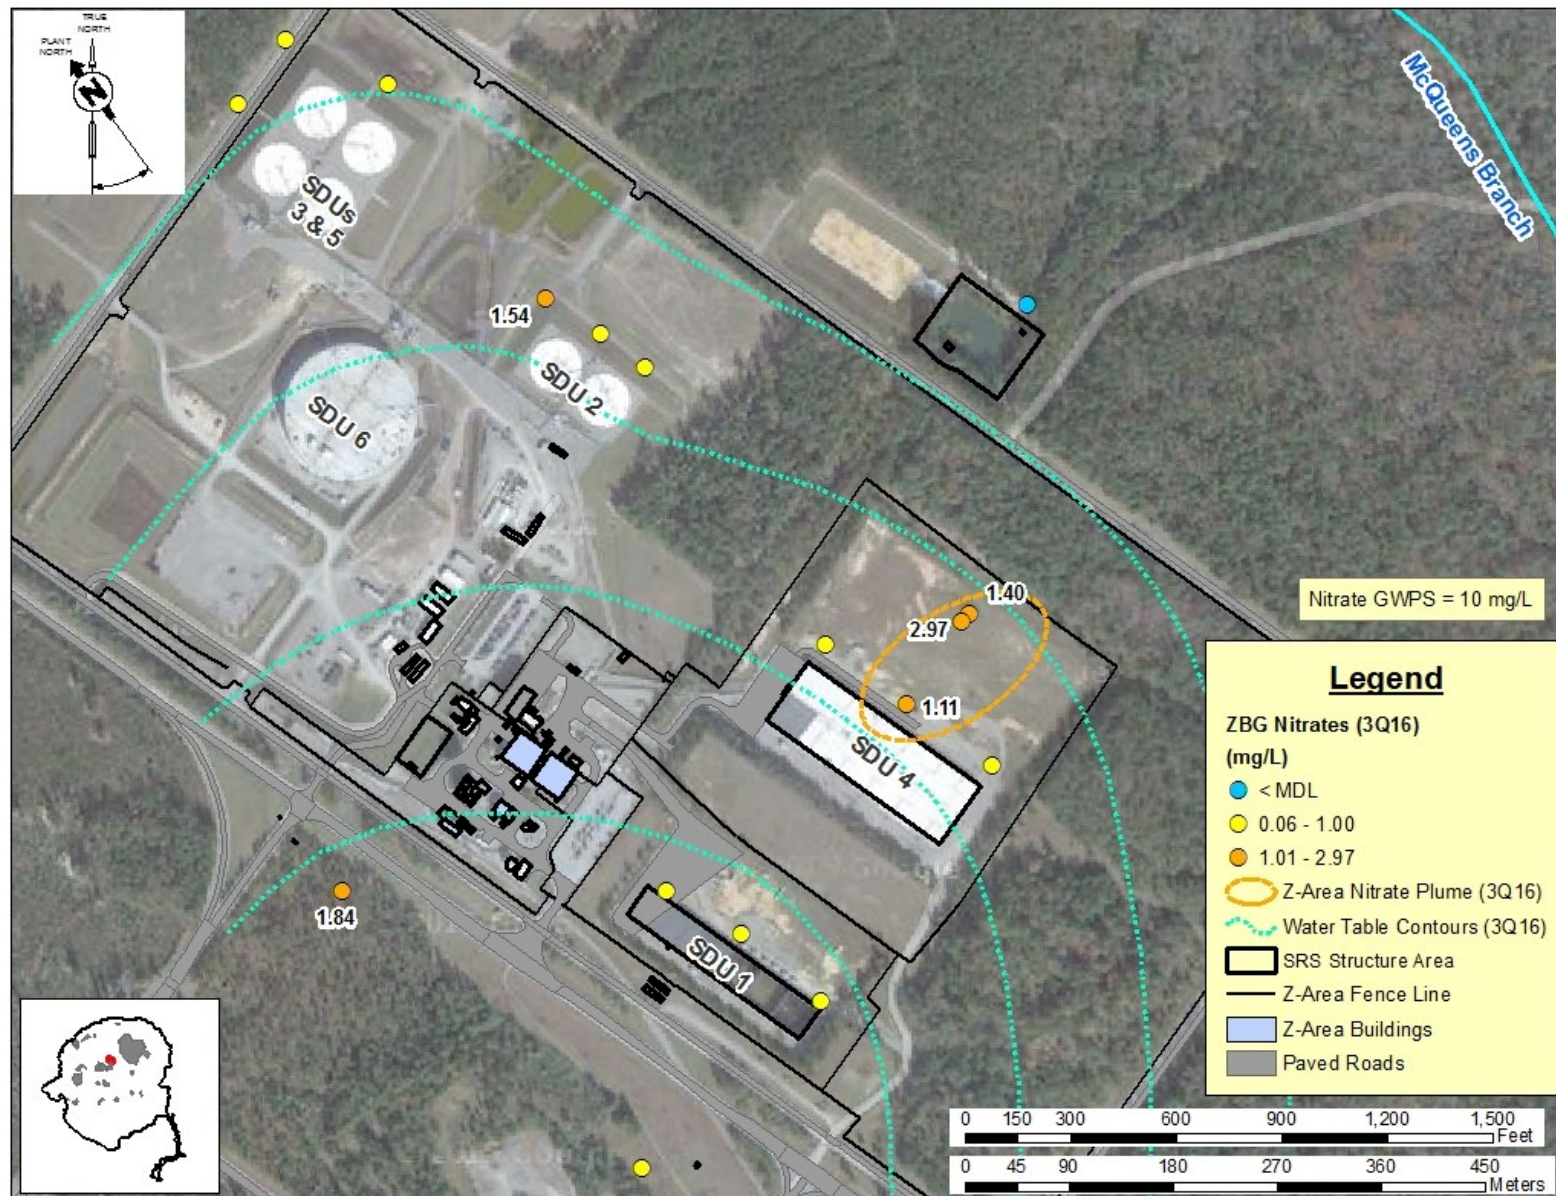 TRUE
NORTH
PLANT
NORTH
N
McQueens Branch
SDUs
3 & 5
1.54
SDU 2
SDU 6
1.40
2.97
1.11
SDU 4
1.84
SDU 1
Nitrate GWPS = 10 mg/L
Legend
ZBG Nitrates (3Q16)
(mg/L)
< MDL
0.06 - 1.00
1.01 - 2.97
Z-Area Nitrate Plume (3Q16)
Water Table Contours (3Q16)
SRS Structure Area
Z-Area Fence Line
Z-Area Buildings
Paved Roads
0 150 300 600 900 1,200 1,500
Feet
0 45 90 180 270 360 450
Meters